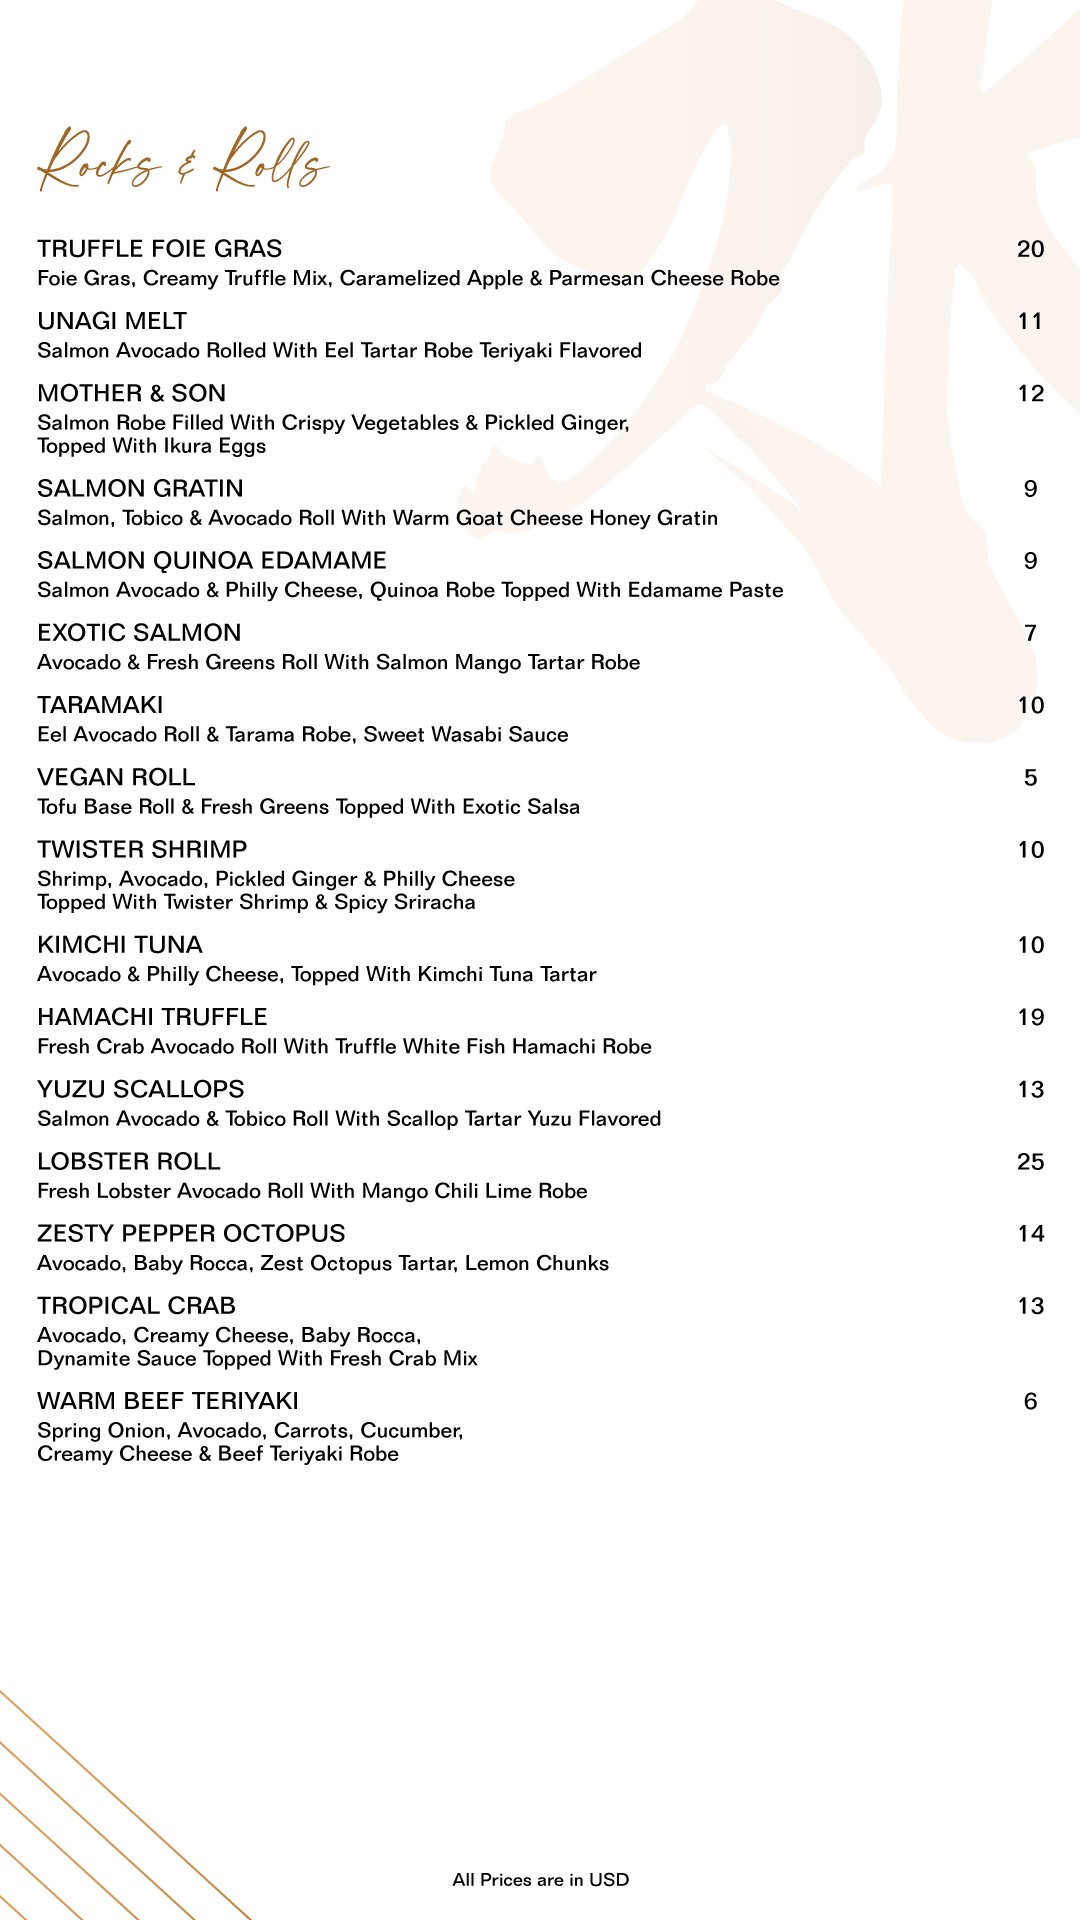 Rocks & Rolls
TRUFFLE FOIE GRAS 20
Foie Gras, Creamy Truffle Mix, Caramelized Apple & Parmesan Cheese Robe
UNAGI MELT 11
Salmon Avocado Rolled With Eel Tartar Robe Teriyaki Flavored
MOTHER & SON 12
Salmon Robe Filled With Crispy Vegetables & Pickled Ginger,
Topped With Ikura Eggs
SALMON GRATIN 9
Salmon, Tobico & Avocado Roll With Warm Goat Cheese Honey Gratin
SALMON QUINOA EDAMAME 9
Salmon Avocado & Philly Cheese, Quinoa Robe Topped With Edamame Paste
EXOTIC SALMON 7
Avocado & Fresh Greens Roll With Salmon Mango Tartar Robe
TARAMAKI 10
Eel Avocado Roll & Tarama Robe, Sweet Wasabi Sauce
VEGAN ROLL 5
Tofu Base Roll & Fresh Greens Topped With Exotic Salsa
TWISTER SHRIMP 10
Shrimp, Avocado, Pickled Ginger & Philly Cheese
Topped With Twister Shrimp & Spicy Sriracha
KIMCHI TUNA 10
Avocado & Philly Cheese, Topped With Kimchi Tuna Tartar
HAMACHI TRUFFLE 19
Fresh Crab Avocado Roll With Truffle White Fish Hamachi Robe
YUZU SCALLOPS 13
Salmon Avocado & Tobico Roll With Scallop Tartar Yuzu Flavored
LOBSTER ROLL 25
Fresh Lobster Avocado Roll With Mango Chili Lime Robe
ZESTY PEPPER OCTOPUS 14
Avocado, Baby Rocca, Zest Octopus Tartar, Lemon Chunks
TROPICAL CRAB 13
Avocado, Creamy Cheese, Baby Rocca,
Dynamite Sauce Topped With Fresh Crab Mix
WARM BEEF TERIYAKI 6
Spring Onion, Avocado, Carrots, Cucumber,
Creamy Cheese & Beef Teriyaki Robe
All Prices are in USD